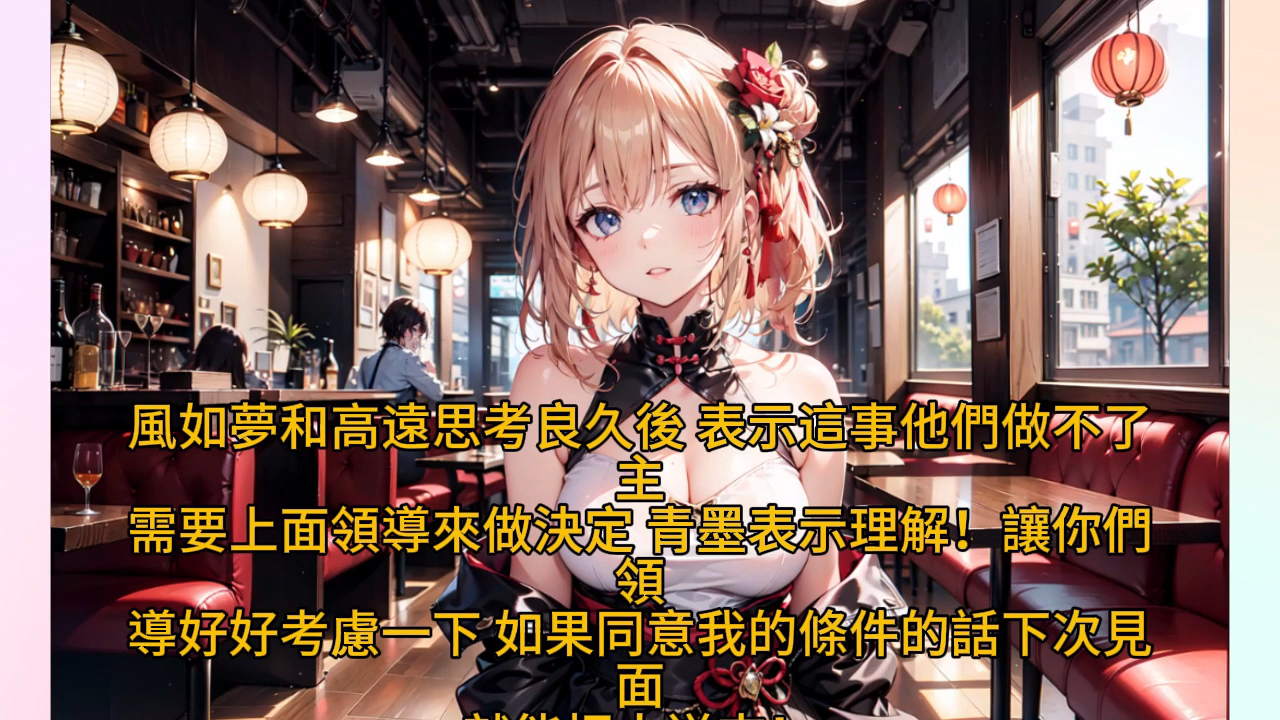 風如夢和高遠思考良久後 表示這事他們做不了
主
需要上面領導來做決定 青墨表示理解！讓你們
領
導好好考慮一下 如果同意我的條件的話下次見
面